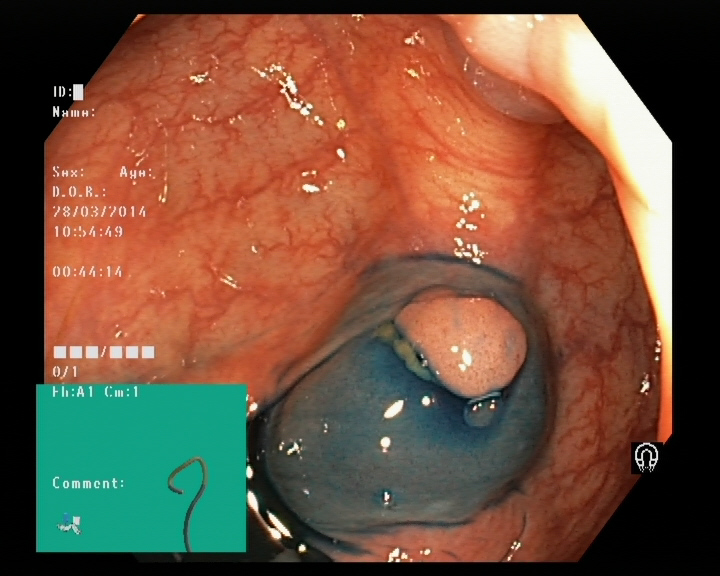 ID:
Name:
Sex: Age:
D.O.B.:
28/03/2014
10:54:49
00:44:14
/
0/1
Eh:A1 Cm:1
Comment: